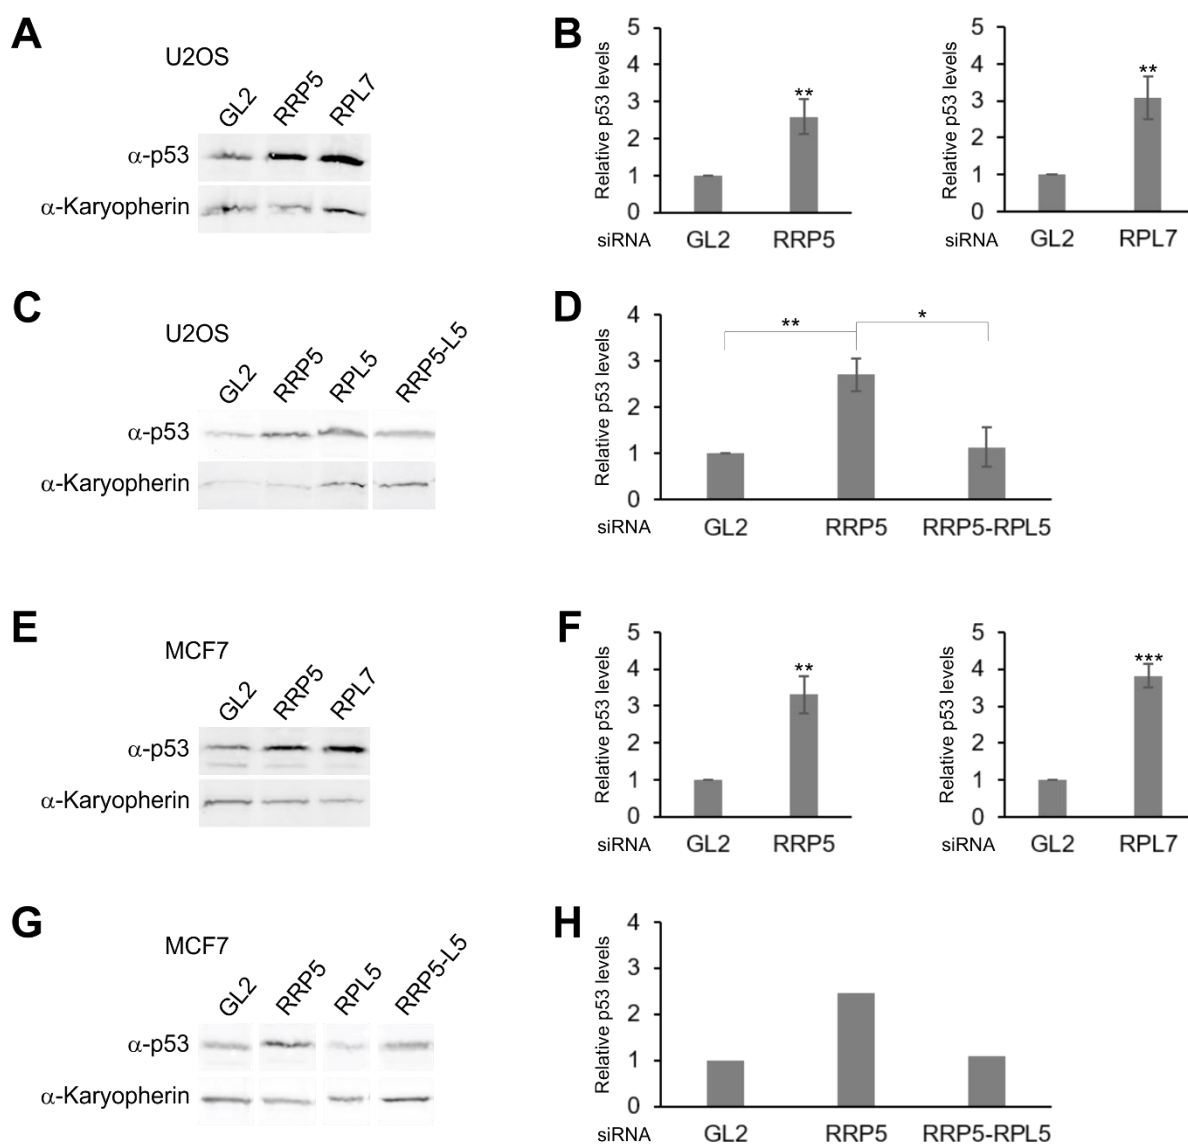 A
U2OS
GL2 RRP5 RPL7
α-p53
α-Karyopherin
B
Relative p53 levels
5
4
3
2
1
0
**
siRNA GL2 RRP5
Relative p53 levels
5
4
3
2
1
0
**
siRNA GL2 RPL7
C
U2OS
GL2 RRP5 RPL5 RRP5-L5
α-p53
α-Karyopherin
D
Relative p53 levels
4
3
2
1
0
** *
siRNA GL2 RRP5 RRP5-RPL5
E
MCF7
GL2 RRP5 RPL7
α-p53
α-Karyopherin
F
Relative p53 levels
5
4
3
2
1
0
**
siRNA GL2 RRP5
Relative p53 levels
5
4
3
2
1
0
***
siRNA GL2 RPL7
G
MCF7
GL2 RRP5 RPL5 RRP5-L5
α-p53
α-Karyopherin
H
Relative p53 levels
4
3
2
1
0
siRNA GL2 RRP5 RRP5-RPL5